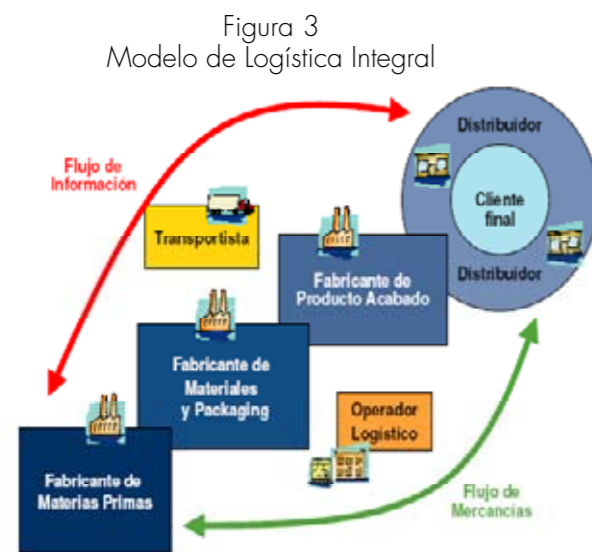 Figura 3
Modelo de Logística Integral
Distribuidor
Flujo de
Información
Cliente
final
Transportista
Distribuidor
Fabricante de
Producto Acabado
Fabricante de
Materiales
y Packaging
Operador
Logístico
Fabricante de
Materias Primas
Flujo de
Mercancías